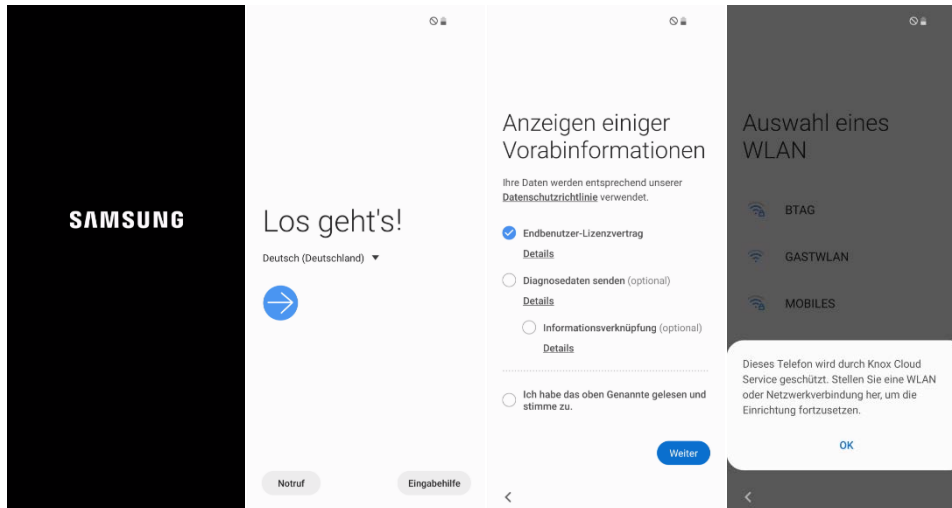 SAMSUNG
Los geht's!
Deutsch (Deutschland)
Notruf
Eingabehilfe
Anzeigen einiger
Vorabinformationen
Ihre Daten werden entsprechend unserer
Datenschutzrichtlinie verwendet.
Endbenutzer-Lizenzvertrag
Details
Diagnosedaten senden (optional)
Details
Informationsverknüpfung (optional)
Details
Ich habe das oben Genannte gelesen und
stimme zu.
Weiter
Auswahl eines
WLAN
BTAG
GASTWLAN
MOBILES
Dieses Telefon wird durch Knox Cloud
Service geschützt. Stellen Sie eine WLAN
oder Netzwerkverbindung her, um die
Einrichtung fortzusetzen.
OK